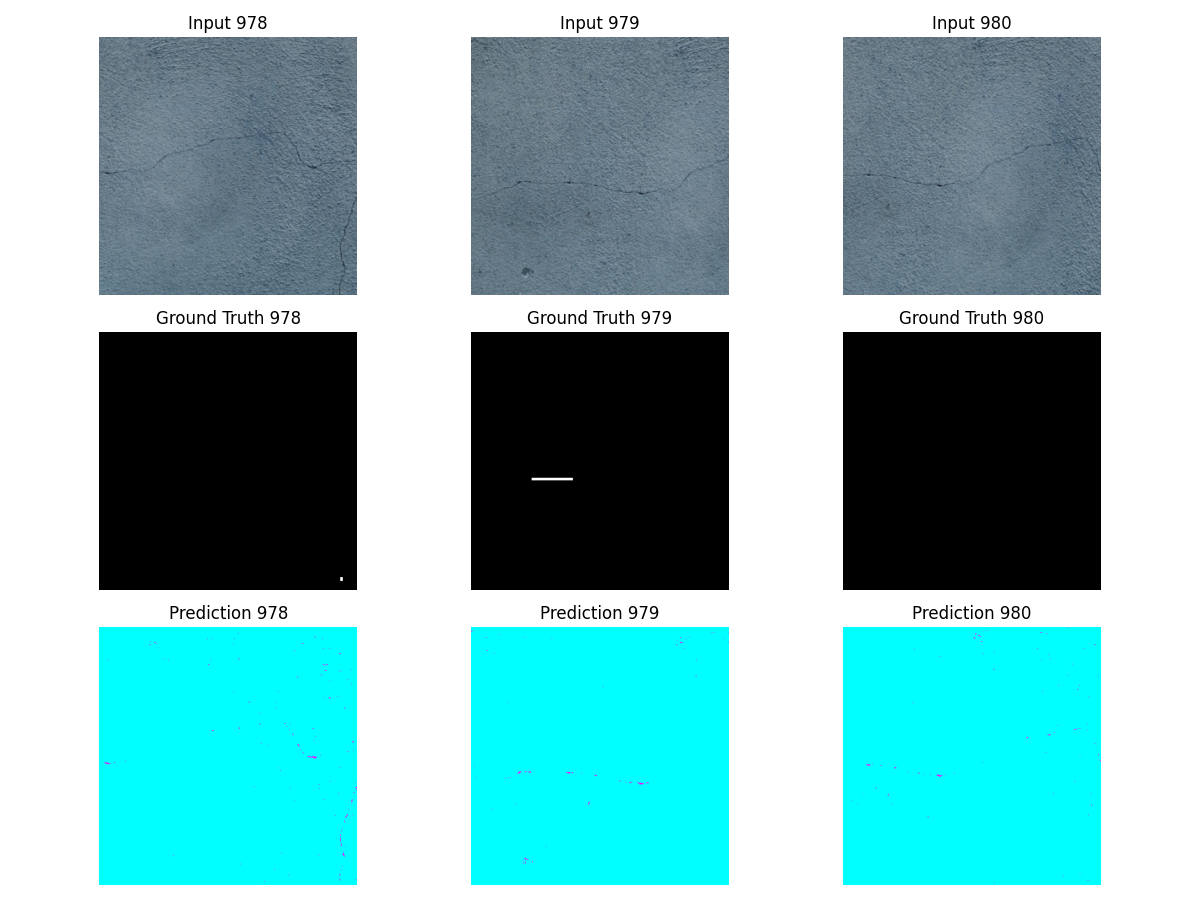 Input 978
Input 979
Input 980
Ground Truth 978
Ground Truth 979
Ground Truth 980
Prediction 978
Prediction 979
Prediction 980